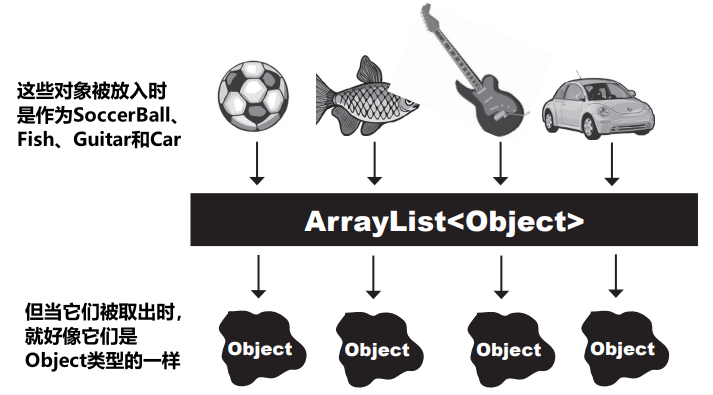 这些对象被放入时
是作为SoccerBall、
Fish、Guitar和Car
ArrayList<Object>
但当它们被取出时,
就好像它们是
Object类型的一样
Object
Object
Object
Object